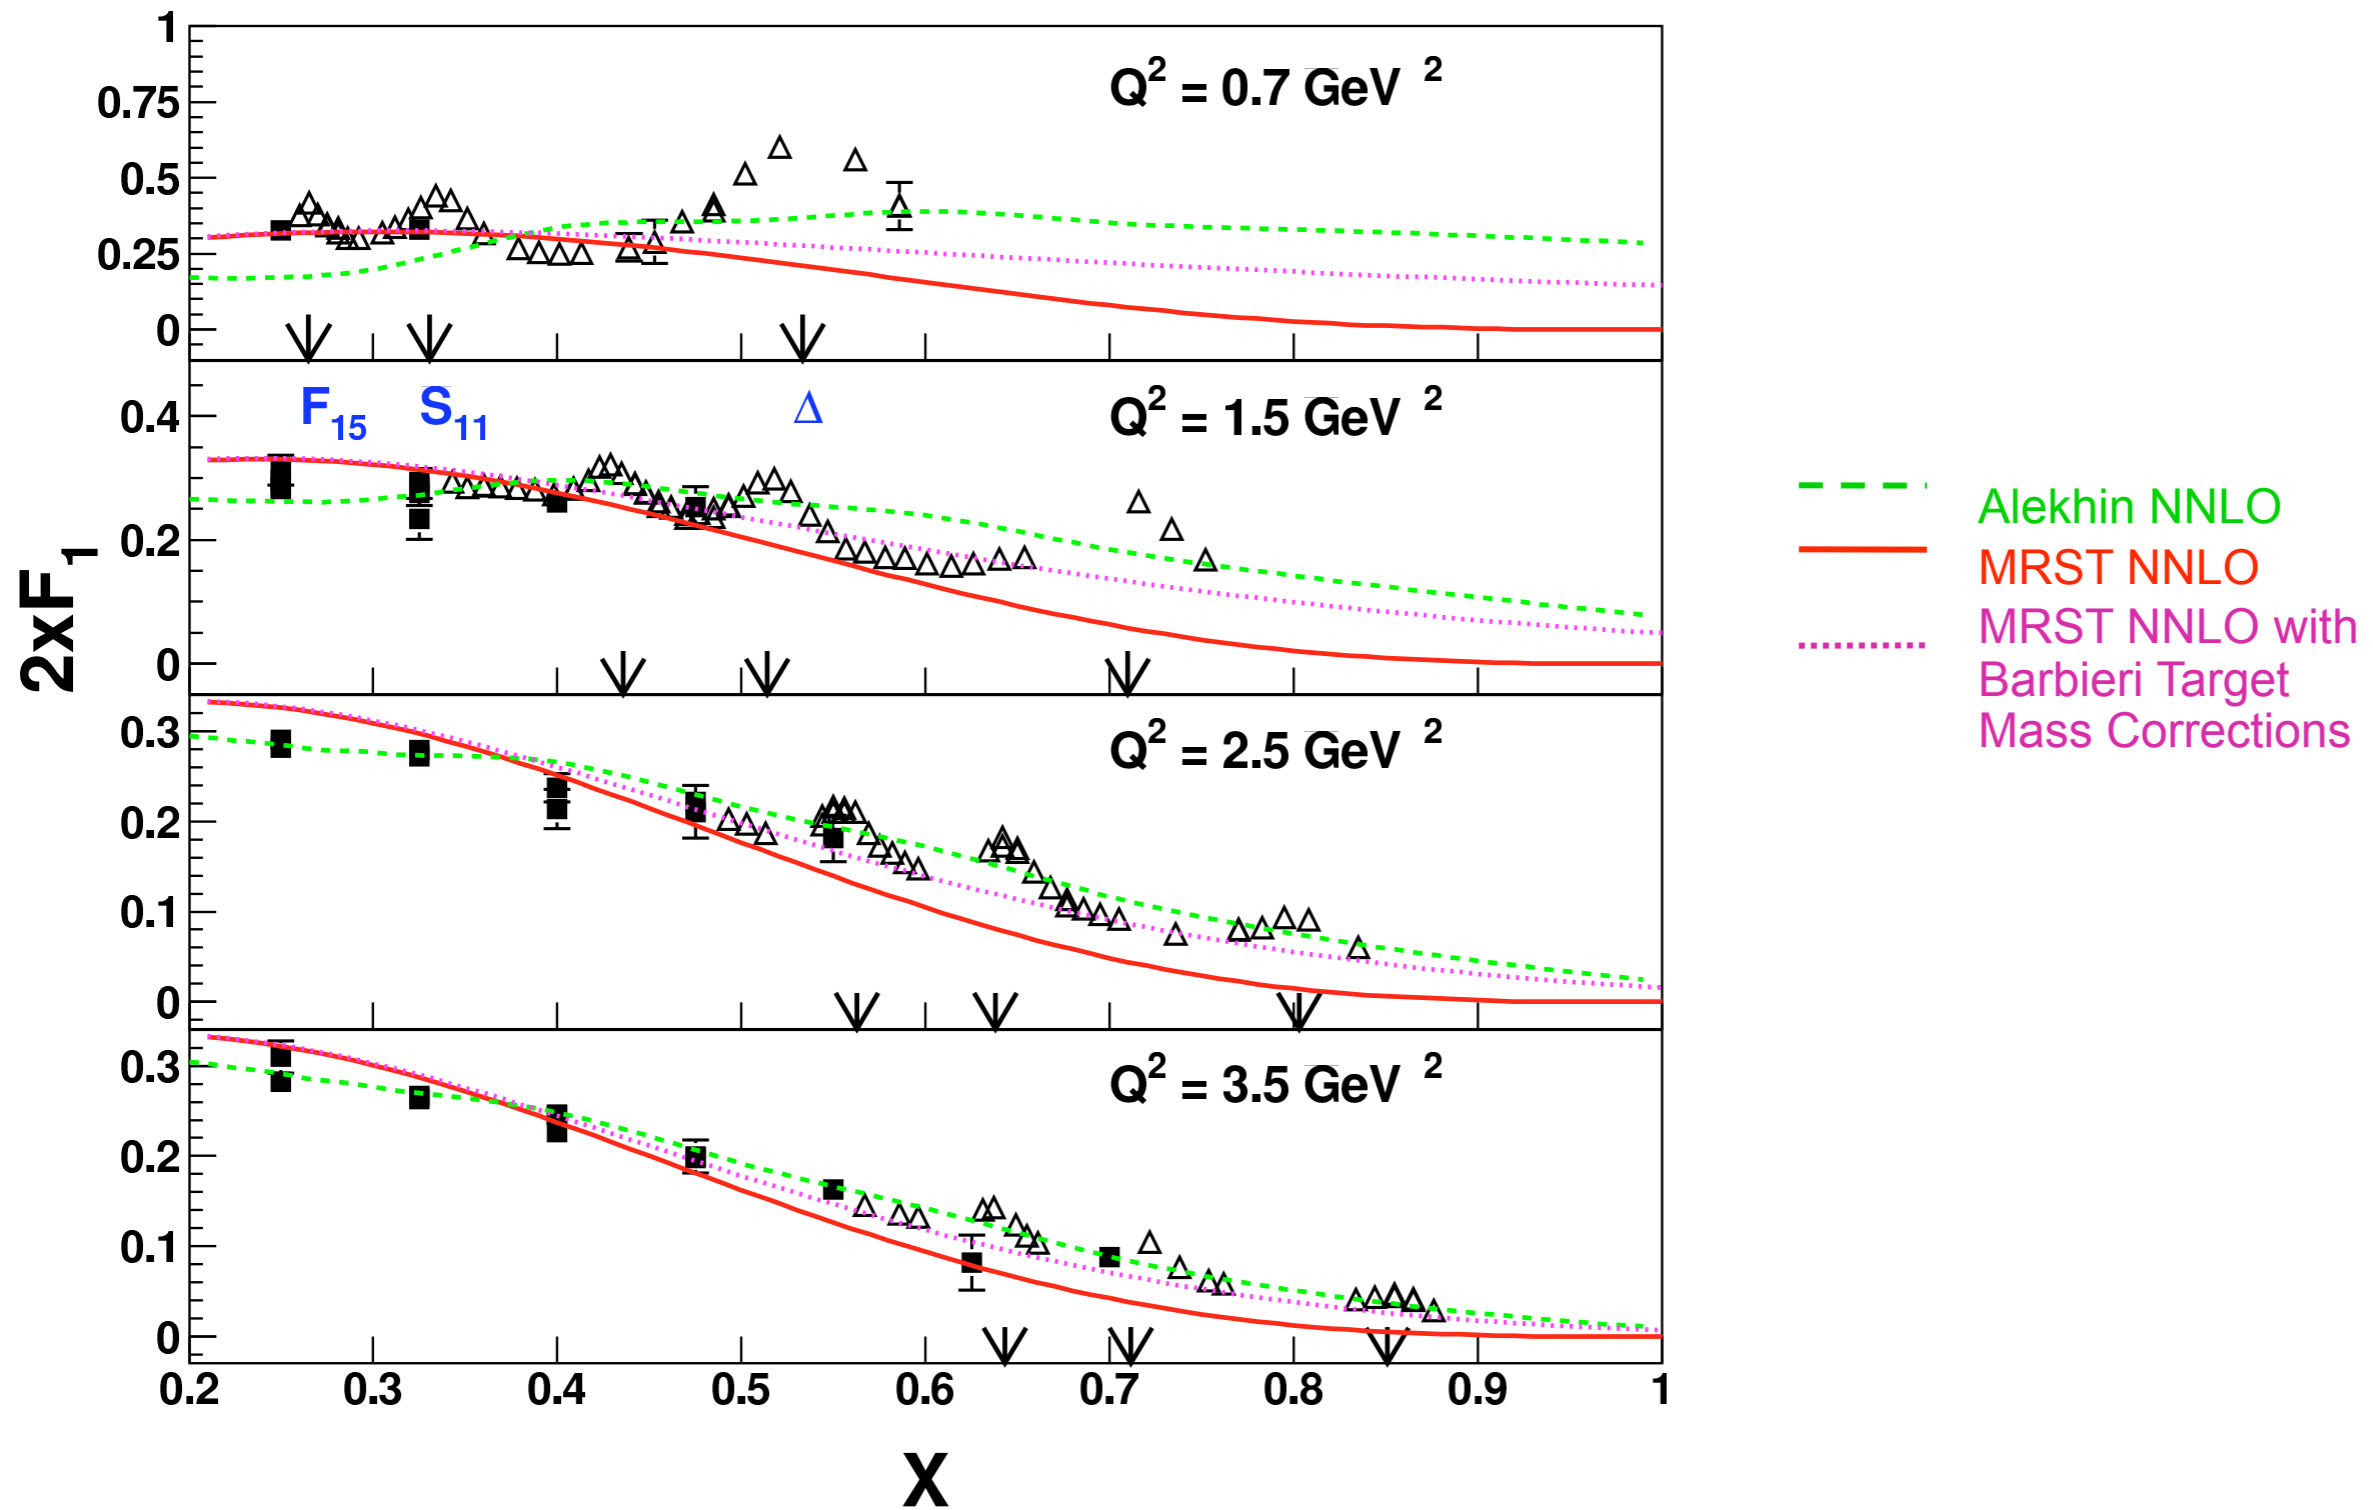 1
0.75
0.5
0.25
0
Q² = 0.7 GeV ²
F₁₅ S₁₁ Δ
0.4
0.2
0
Q² = 1.5 GeV ²
0.3
0.2
0.1
0
Q² = 2.5 GeV ²
0.3
0.2
0.1
0
Q² = 3.5 GeV ²
0.2 0.3 0.4 0.5 0.6 0.7 0.8 0.9 1
X
2xF₁
Alekhin NNLO
MRST NNLO
MRST NNLO with
Barbieri Target
Mass Corrections